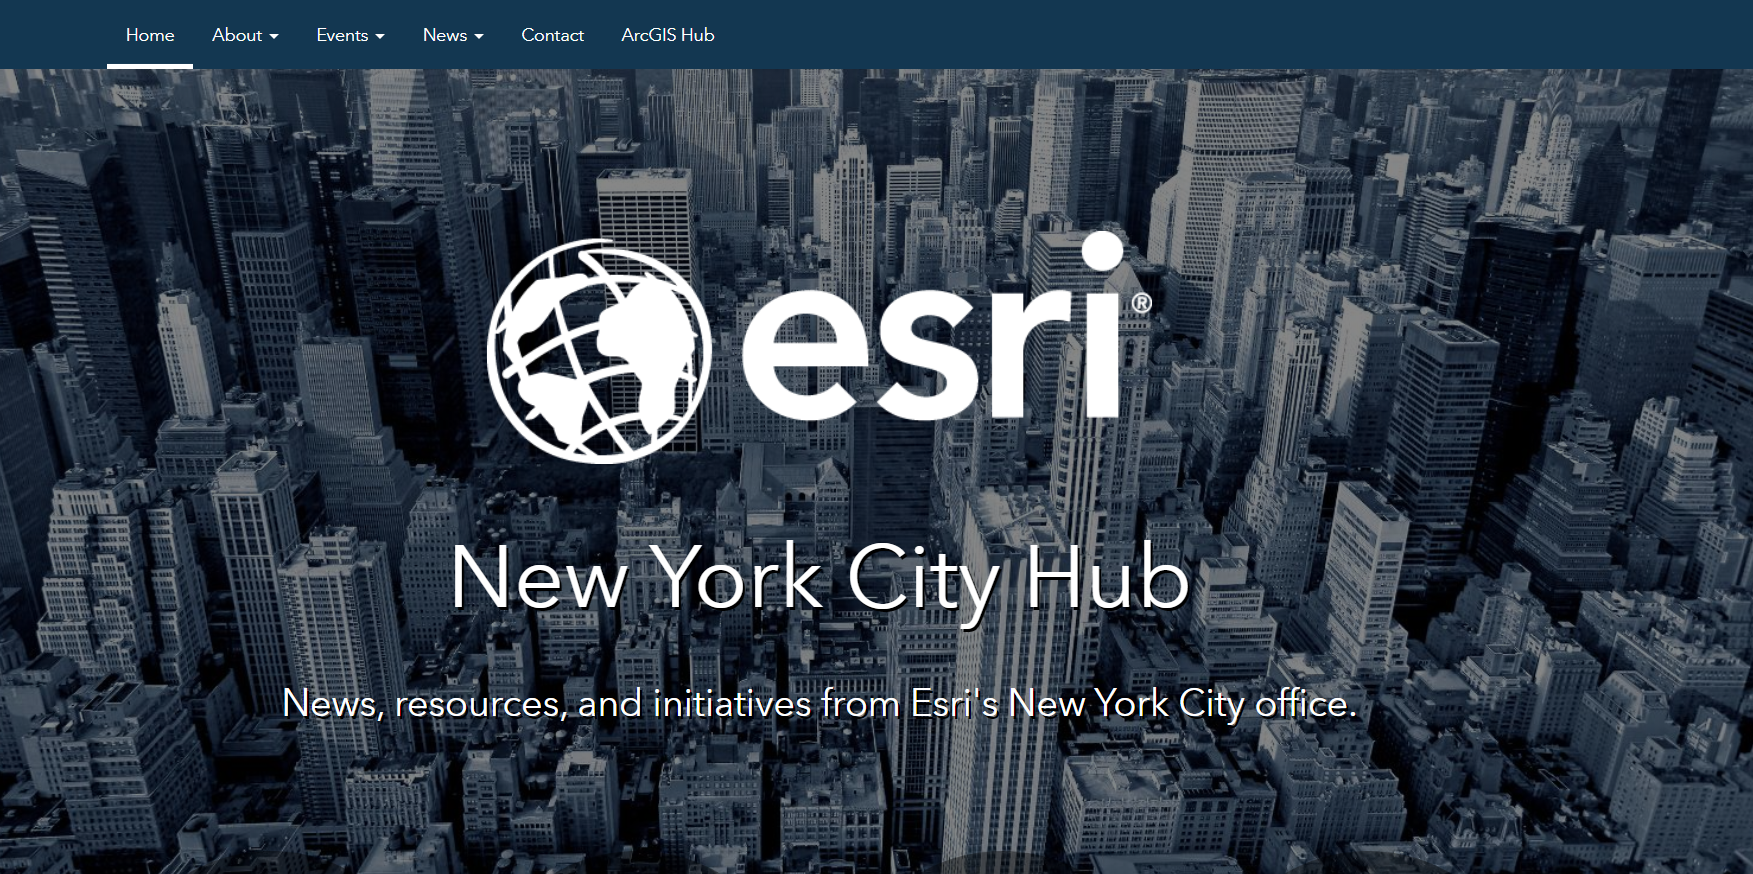 Home About Events News Contact ArcGIS Hub
esri®
New York City Hub
News, resources, and initiatives from Esri's New York City office.